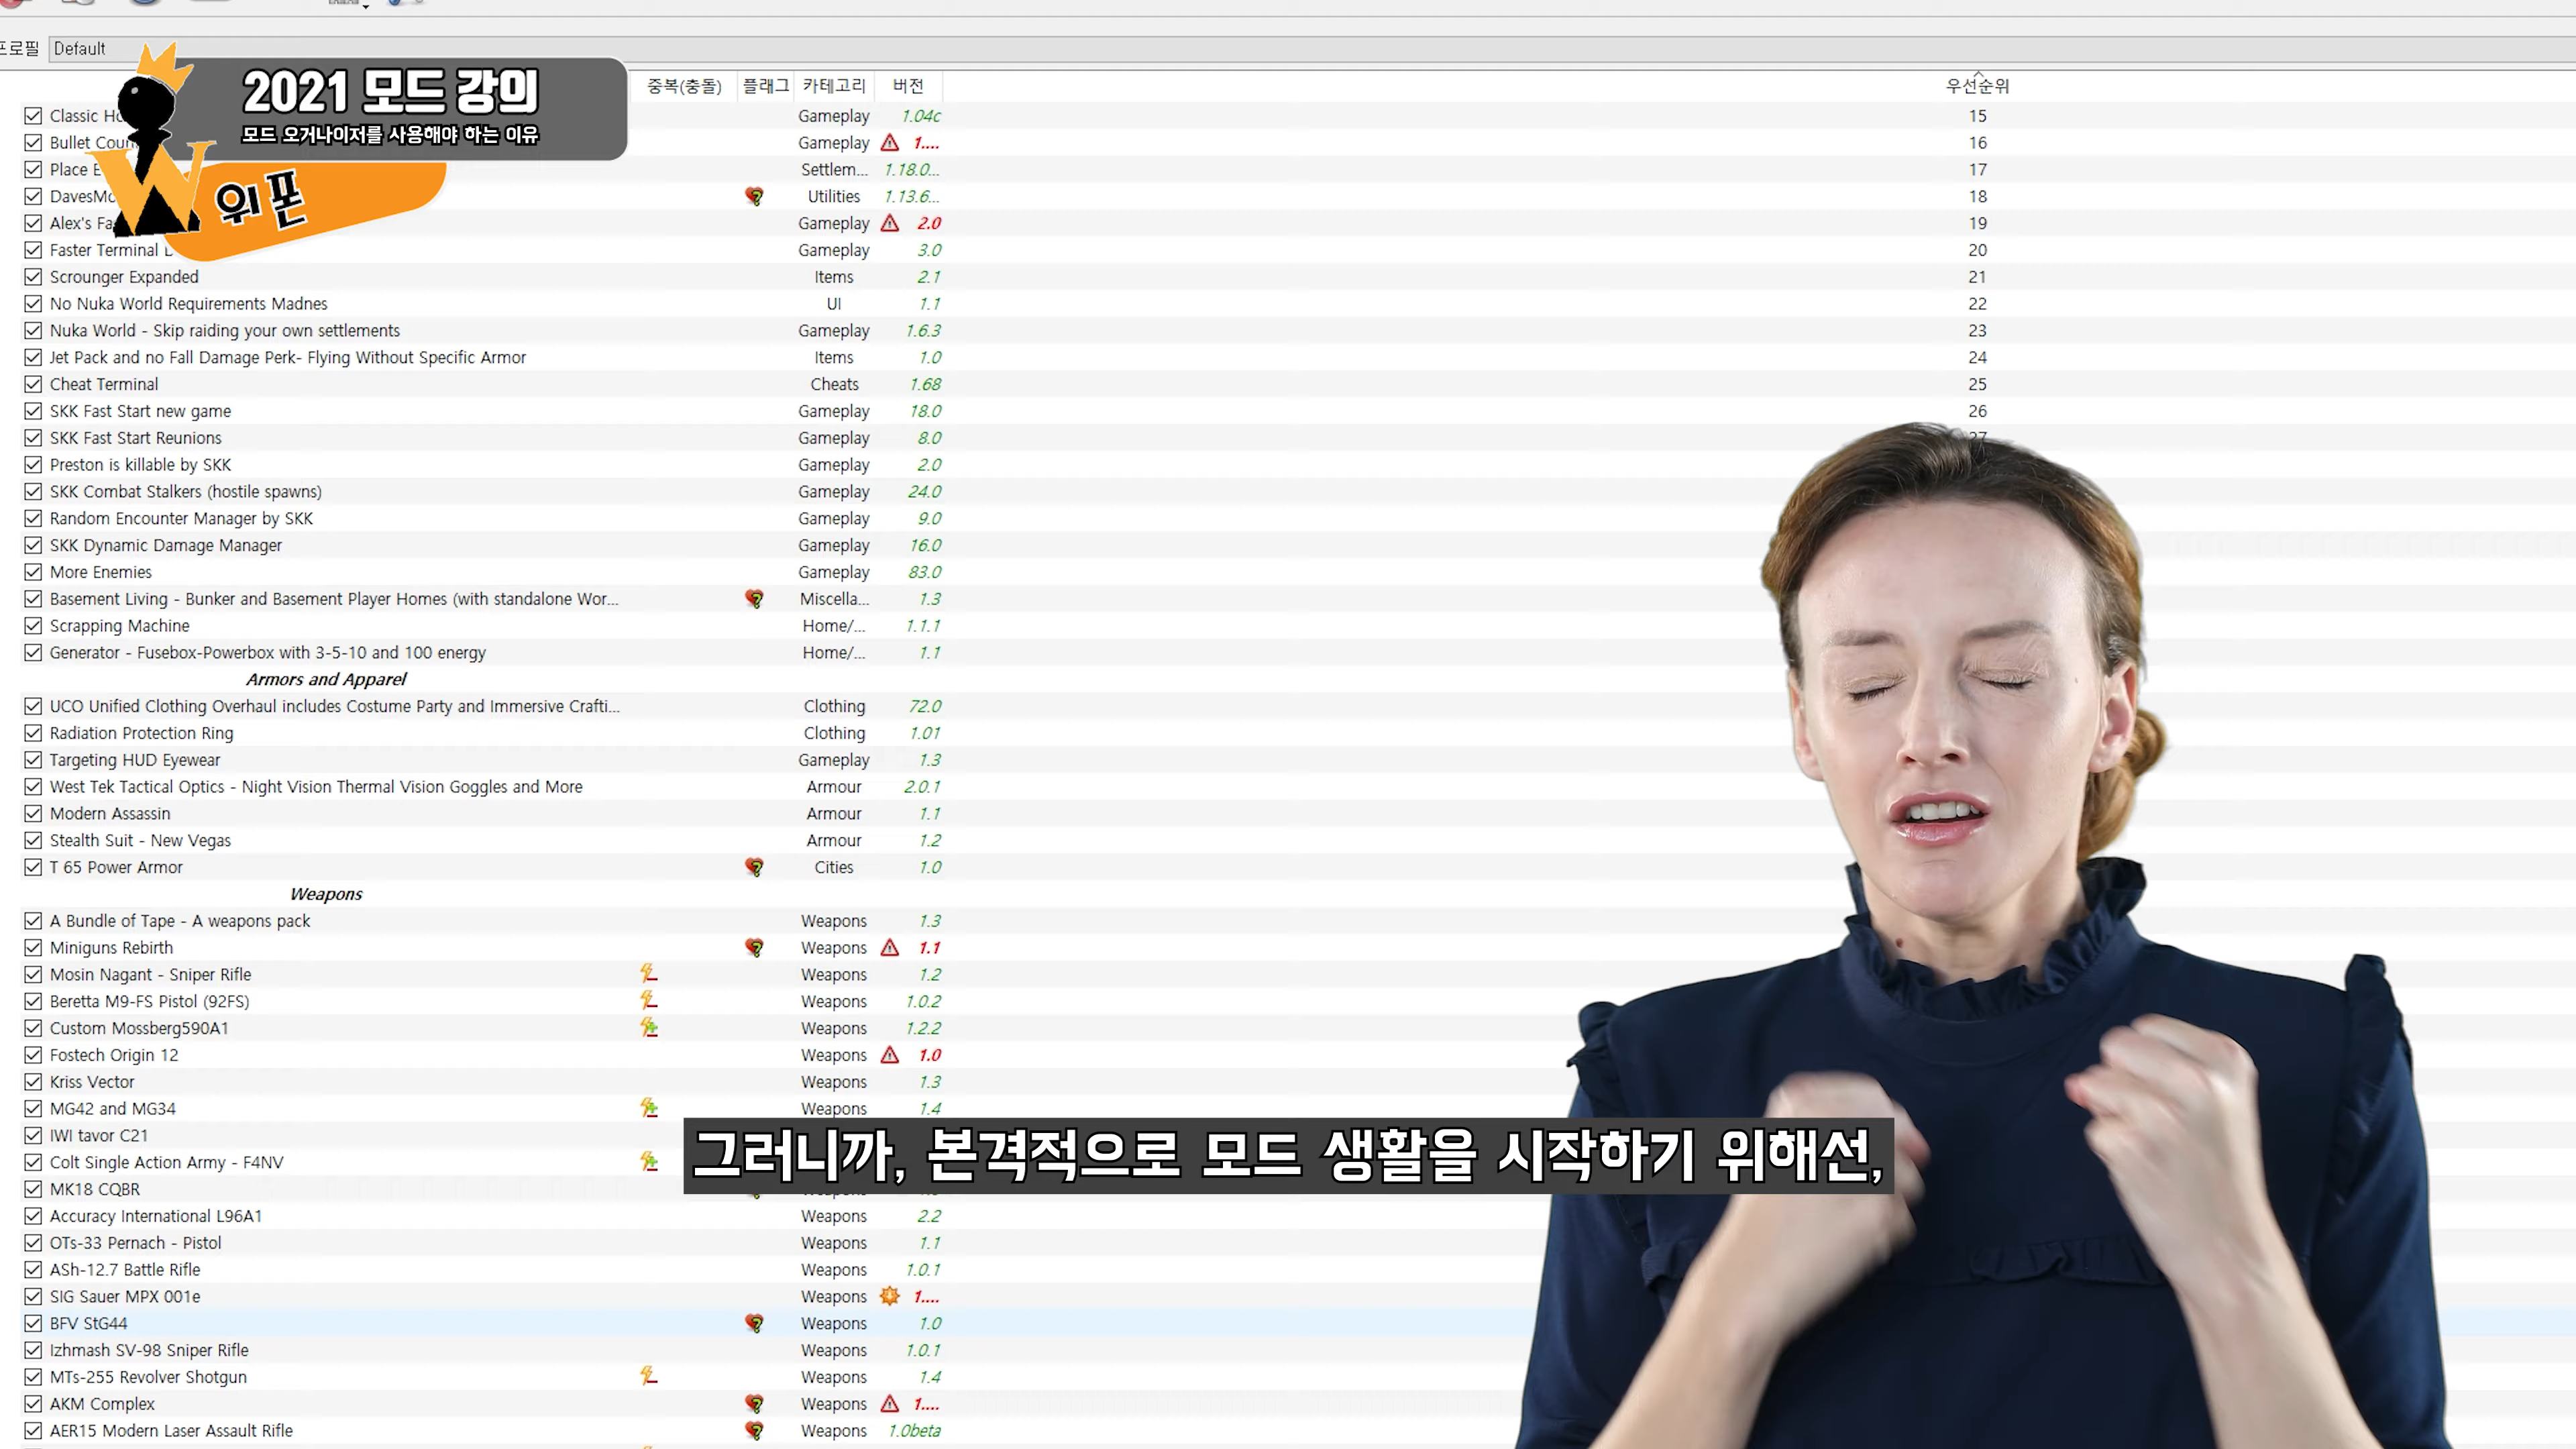 프로필 Default
2021 모드 강의
모드 오거나이저를 사용해야 하는 이유
위폰
중복(충돌) 플래그 카테고리 버전 우선순위
Classic Gameplay 1.04c 15
Bullet Gameplay 1.... 16
Place Settlem... 1.18.0... 17
Utilities 1.13.6... 18
Alex's Gameplay 2.0 19
Faster Terminal Gameplay 3.0 20
Scrounger Expanded Items 2.1 21
No Nuka World Requirements Madnes UI 1.1 22
Nuka World - Skip raiding your own settlements Gameplay 1.6.3 23
Jet Pack and no Fall Damage Perk- Flying Without Specific Armor Items 1.0 24
Cheat Terminal Cheats 1.68 25
SKK Fast Start new game Gameplay 18.0 26
SKK Fast Start Reunions Gameplay 8.0 27
Preston is killable by SKK Gameplay 2.0
SKK Combat Stalkers (hostile spawns) Gameplay 24.0
Random Encounter Manager by SKK Gameplay 9.0
SKK Dynamic Damage Manager Gameplay 16.0
More Enemies Gameplay 83.0
Basement Living - Bunker and Basement Player Homes (with standalone Wor... Miscella... 1.3
Scrapping Machine Home/... 1.1.1
Generator - Fusebox-Powerbox with 3-5-10 and 100 energy Home/... 1.1
Armors and Apparel
UCO Unified Clothing Overhaul includes Costume Party and Immersive Crafti... Clothing 72.0
Radiation Protection Ring Clothing 1.01
Targeting HUD Eyewear Gameplay 1.3
West Tek Tactical Optics - Night Vision Thermal Vision Goggles and More Armour 2.0.1
Modern Assassin Armour 1.1
Stealth Suit - New Vegas Armour 1.2
T 65 Power Armor Cities 1.0
Weapons
A Bundle of Tape - A weapons pack Weapons 1.3
Miniguns Rebirth Weapons 1.1
Mosin Nagant - Sniper Rifle Weapons 1.2
Beretta M9-FS Pistol (92FS) Weapons 1.0.2
Custom Mossberg590A1 Weapons 1.2.2
Fostech Origin 12 Weapons 1.0
Kriss Vector Weapons 1.3
MG42 and MG34 Weapons 1.4
IWI tavor C21
그러니까, 본격적으로 모드 생활을 시작하기 위해선,
Colt Single Action Army - F4NV
MK18 CQBR
Accuracy International L96A1 Weapons 2.2
OTs-33 Pernach - Pistol Weapons 1.1
ASh-12.7 Battle Rifle Weapons 1.0.1
SIG Sauer MPX 001e Weapons 1....
BFV StG44 Weapons 1.0
Izhmash SV-98 Sniper Rifle Weapons 1.0.1
MTs-255 Revolver Shotgun Weapons 1.4
AKM Complex Weapons 1....
AER15 Modern Laser Assault Rifle Weapons 1.0beta